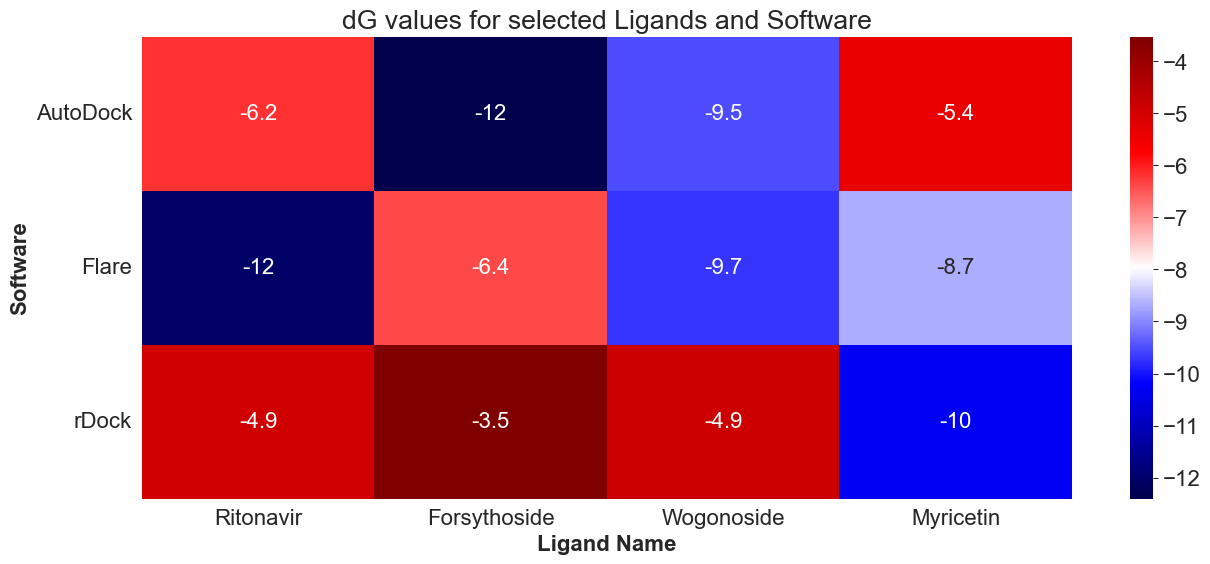 dG values for selected Ligands and Software
AutoDock -6.2 -12 -9.5 -5.4
Flare -12 -6.4 -9.7 -8.7
rDock -4.9 -3.5 -4.9 -10
Ritonavir Forsythoside Wogonoside Myricetin
Ligand Name
Software
−4
−5
−6
−7
−8
−9
−10
−11
−12